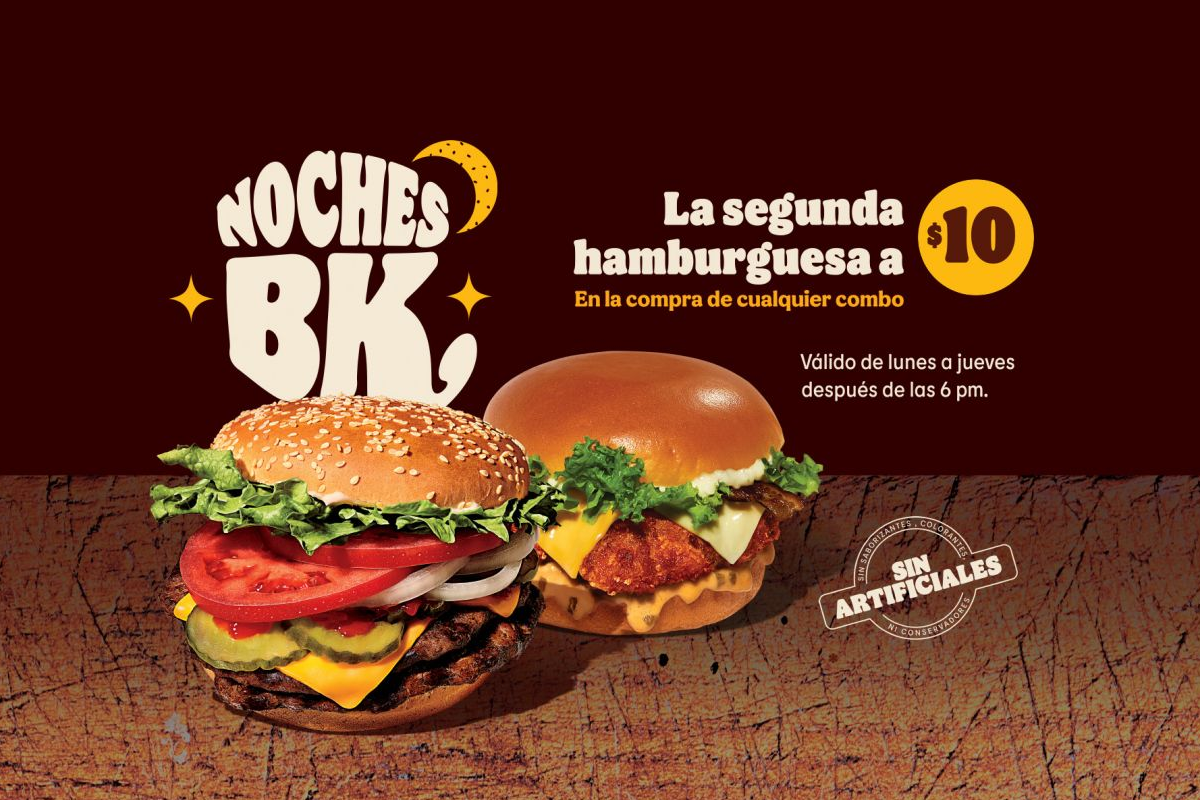 NOCHES
BK
La segunda
hamburguesa a
$10
En la compra de cualquier combo
Válido de lunes a jueves
después de las 6 pm.
SIN SABORIZANTES, COLORANTES,
SIN
ARTIFICIALES
NI CONSERVADORES